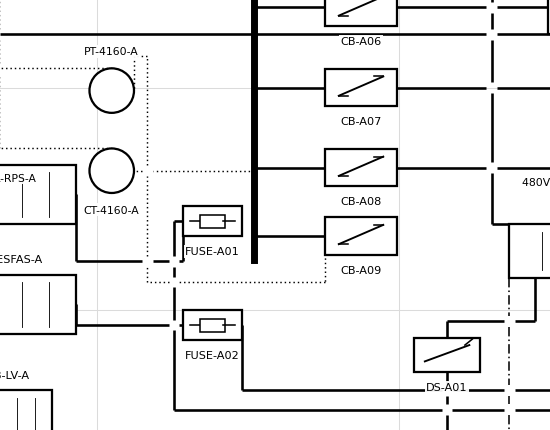 CB-A06
PT-4160-A
CB-A07
-RPS-A
480V
CB-A08
CT-4160-A
FUSE-A01
ESFAS-A
CB-A09
FUSE-A02
-LV-A
DS-A01